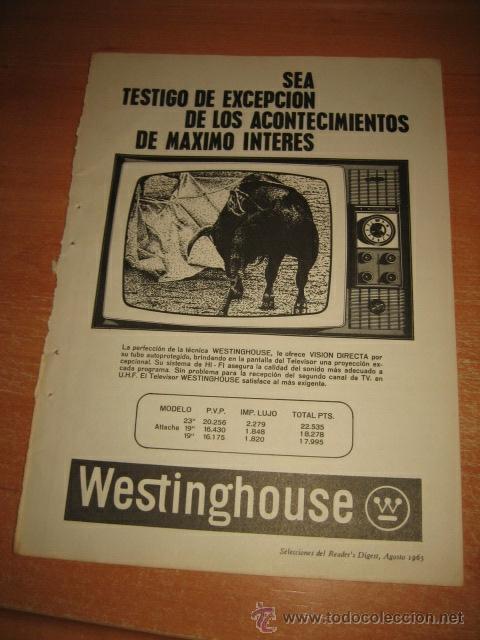 SEA
TESTIGO DE EXCEPCION
DE LOS ACONTECIMIENTOS
DE MAXIMO INTERES
La perfección de la técnica WESTINGHOUSE, le ofrece VISION DIRECTA por
su tubo autoprotegido, brindando en la pantalla del Televisor una proyección ex-
cepcional. Su sistema de HI - FI asegura la calidad del sonido más adecuado a
cada programa. Sin problema para la recepción del segundo canal de TV. en
U.H.F. El Televisor WESTINGHOUSE satisface al más exigente.
MODELO P.V.P. IMP. LUJO TOTAL PTS.
23" 20.256 2.279 22.535
Attache 19" 16.430 1.848 18.278
19" 16.175 1.820 17.995
Westinghouse W
Selecciones del Reader's Digest, Agosto 1965
www.todocoleccion.net